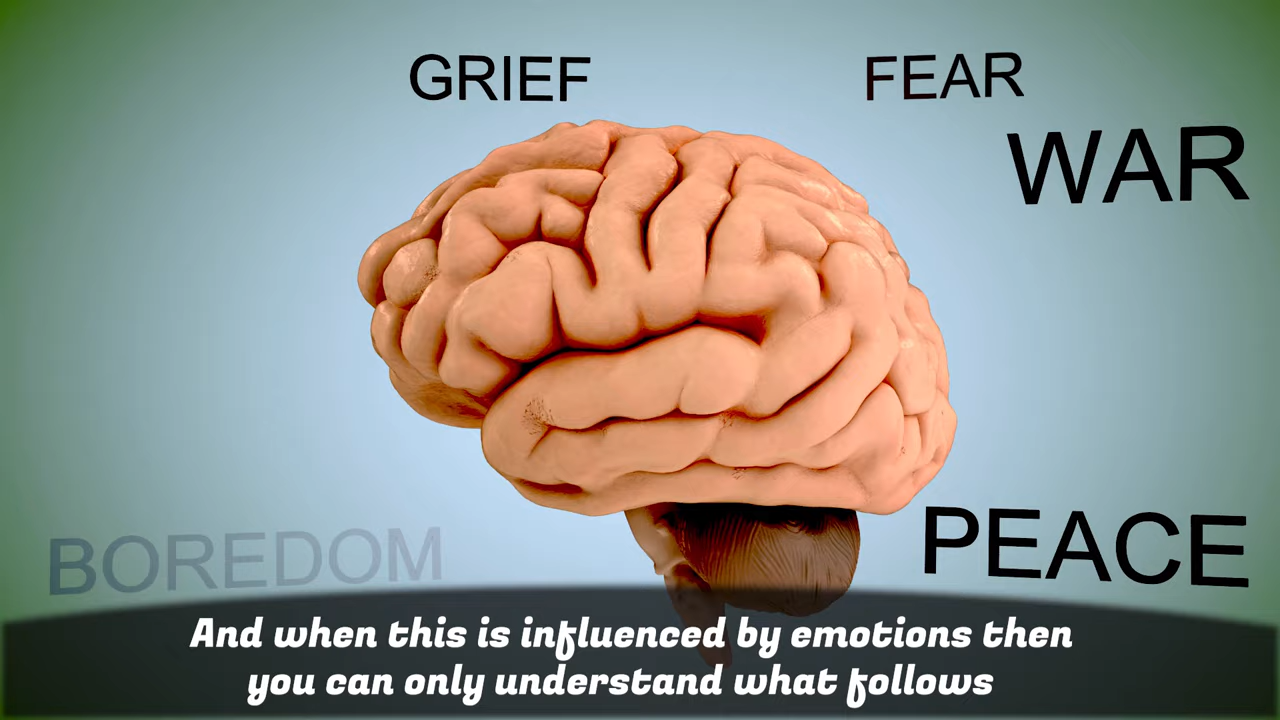 GRIEF
FEAR
WAR
PEACE
BOREDOM
And when this is influenced by emotions then
you can only understand what follows